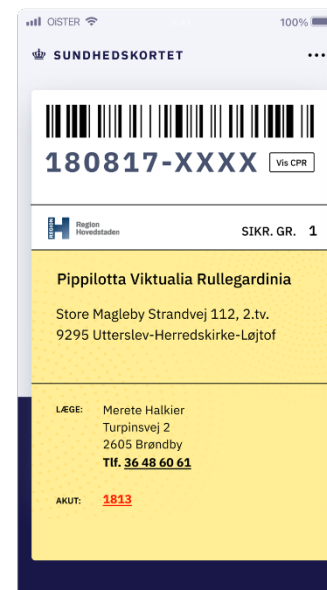 OiSTER 100%
SUNDHEDSKORTET
180817-XXXX Vis CPR
REGION
Region
Hovedstaden
SIKR. GR. 1
Pippilotta Viktualia Rullegardinia
Store Magleby Strandvej 112, 2.tv.
9295 Utterslev-Herredskirke-Løjtof
LÆGE: Merete Halkier
Turpinsvej 2
2605 Brøndby
Tlf. 36 48 60 61
AKUT: 1813